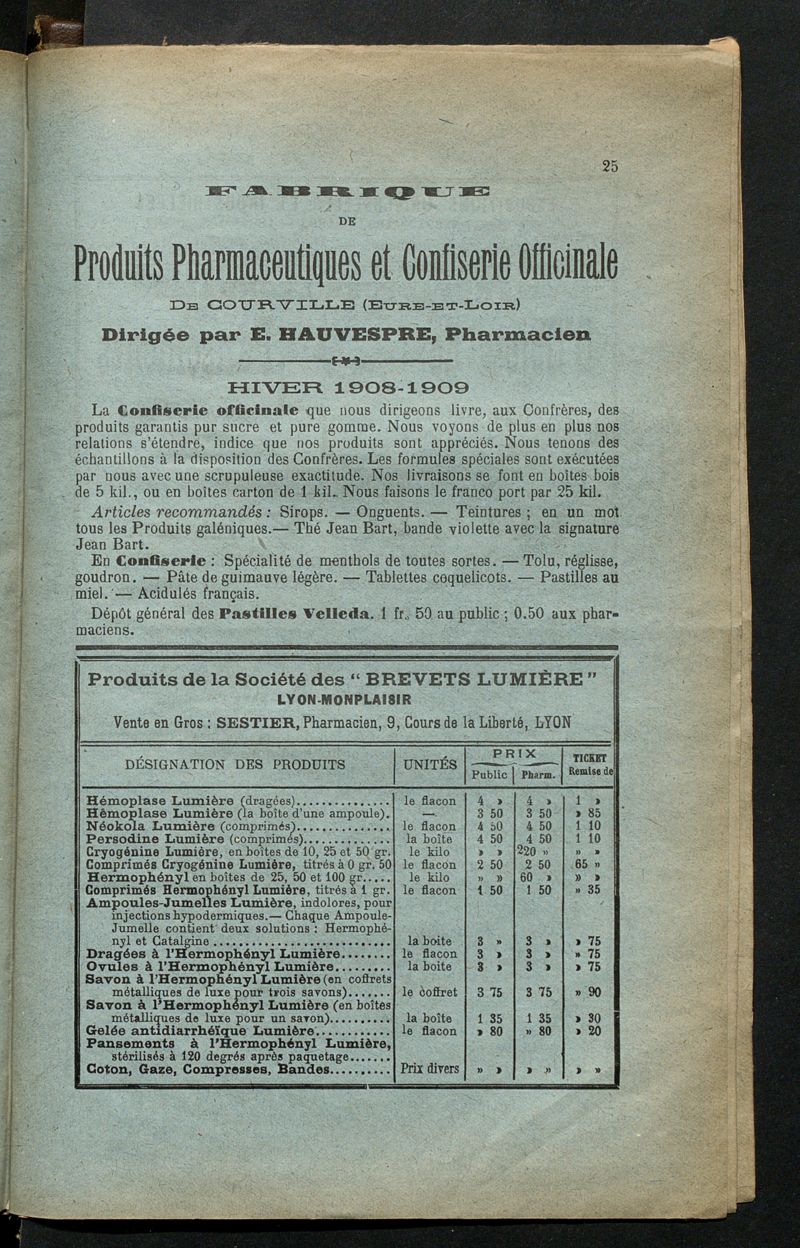 25
FABRIQUE
DE
Produits Pharmaceutiques et Confiserie Officinale
DE COURVILLE (EURE-ET-LOIR)
Dirigée par E. HAUVESPRE, Pharmacien
HIVER 1908-1909
La Confiserie officinale que nous dirigeons livre, aux Confrères, des
produits garantis pur sucre et pure gomme. Nous voyons de plus en plus nos
relations s'étendre, indice que nos produits sont appréciés. Nous tenons des
échantillons à la disposition des Confrères. Les formules spéciales sont exécutées
par nous avec une scrupuleuse exactitude. Nos livraisons se font en boîtes bois
de 5 kil., ou en boîtes carton de 1 kil. Nous faisons le franco port par 25 kil.
Articles recommandés : Sirops. — Onguents. — Teintures ; en un mot
tous les Produits galéniques.— Thé Jean Bart, bande violette avec la signature
Jean Bart.
En Confiserie : Spécialité de menthols de toutes sortes. — Tolu, réglisse,
goudron. — Pâte de guimauve légère. — Tablettes coquelicots. — Pastilles au
miel. — Acidulés français.
Dépôt général des Pastilles Velleda. 1 fr. 50 au public ; 0.50 aux phar-
maciens.
Produits de la Société des “ BREVETS LUMIÈRE ”
LYON-MONPLAISIR
Vente en Gros : SESTIER, Pharmacien, 9, Cours de la Liberté, LYON
DÉSIGNATION DES PRODUITS UNITÉS PRIX Public Pharm. TICKET Remise de
Hémoplase Lumière (dragées)............... le flacon 4 » 4 » 1 »
Hémoplase Lumière (la boîte d'une ampoule). — 3 50 3 50 » 85
Néokola Lumière (comprimés)............... le flacon 4 50 4 50 1 10
Persodine Lumière (comprimés).............. la boîte 4 50 4 50 1 10
Cryogénine Lumière, en boîtes de 10, 25 et 50 gr. le kilo » » 220 » » »
Comprimés Cryogénine Lumière, titrés à 0 gr. 50 le flacon 2 50 2 50 65 »
Hermophényl en boîtes de 25, 50 et 100 gr..... le kilo » » 60 » » »
Comprimés Hermophényl Lumière, titrés à 1 gr. le flacon 1 50 1 50 » 35
Ampoules-Jumelles Lumière, indolores, pour
injections hypodermiques.— Chaque Ampoule-
Jumelle contient deux solutions : Hermophé-
nyl et Catalgine ............................ la boîte 3 » 3 » » 75
Dragées à l'Hermophényl Lumière........ le flacon 3 » 3 » » 75
Ovules à l'Hermophényl Lumière......... la boîte 3 » 3 » » 75
Savon à l'Hermophényl Lumière (en coffrets
métalliques de luxe pour trois savons)....... le coffret 3 75 3 75 » 90
Savon à l'Hermophényl Lumière (en boîtes
métalliques de luxe pour un savon).......... la boîte 1 35 1 35 » 30
Gelée antidiarrhéïque Lumière............ le flacon » 80 » 80 » 20
Pansements à l'Hermophényl Lumière,
stérilisés à 120 degrés après paquetage.......
Coton, Gaze, Compresses, Bandes.......... Prix divers » » » » » »